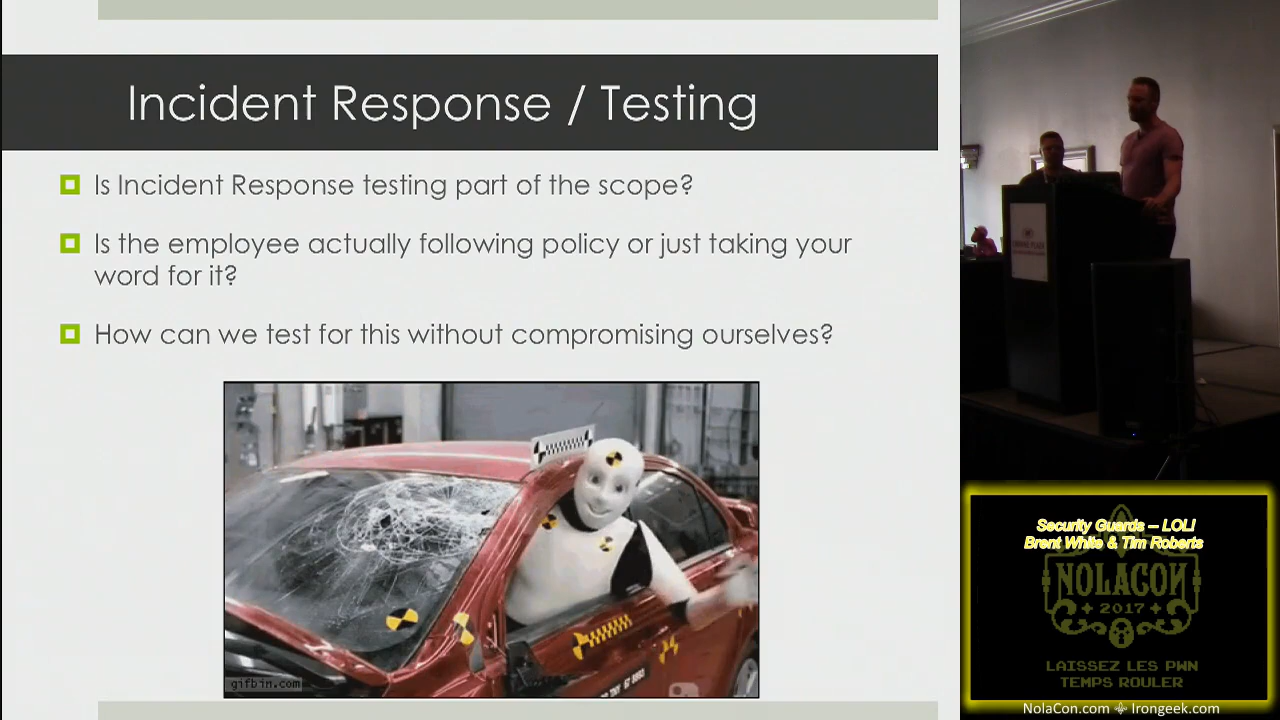 Incident Response / Testing
Is Incident Response testing part of the scope?
Is the employee actually following policy or just taking your
word for it?
How can we test for this without compromising ourselves?
gifbin.com
Security Guards – LOL!
Brent White & Tim Roberts
NOLACON
2017
LAISSEZ LES PWN
TEMPS ROULER
NolaCon.com Irongeek.com